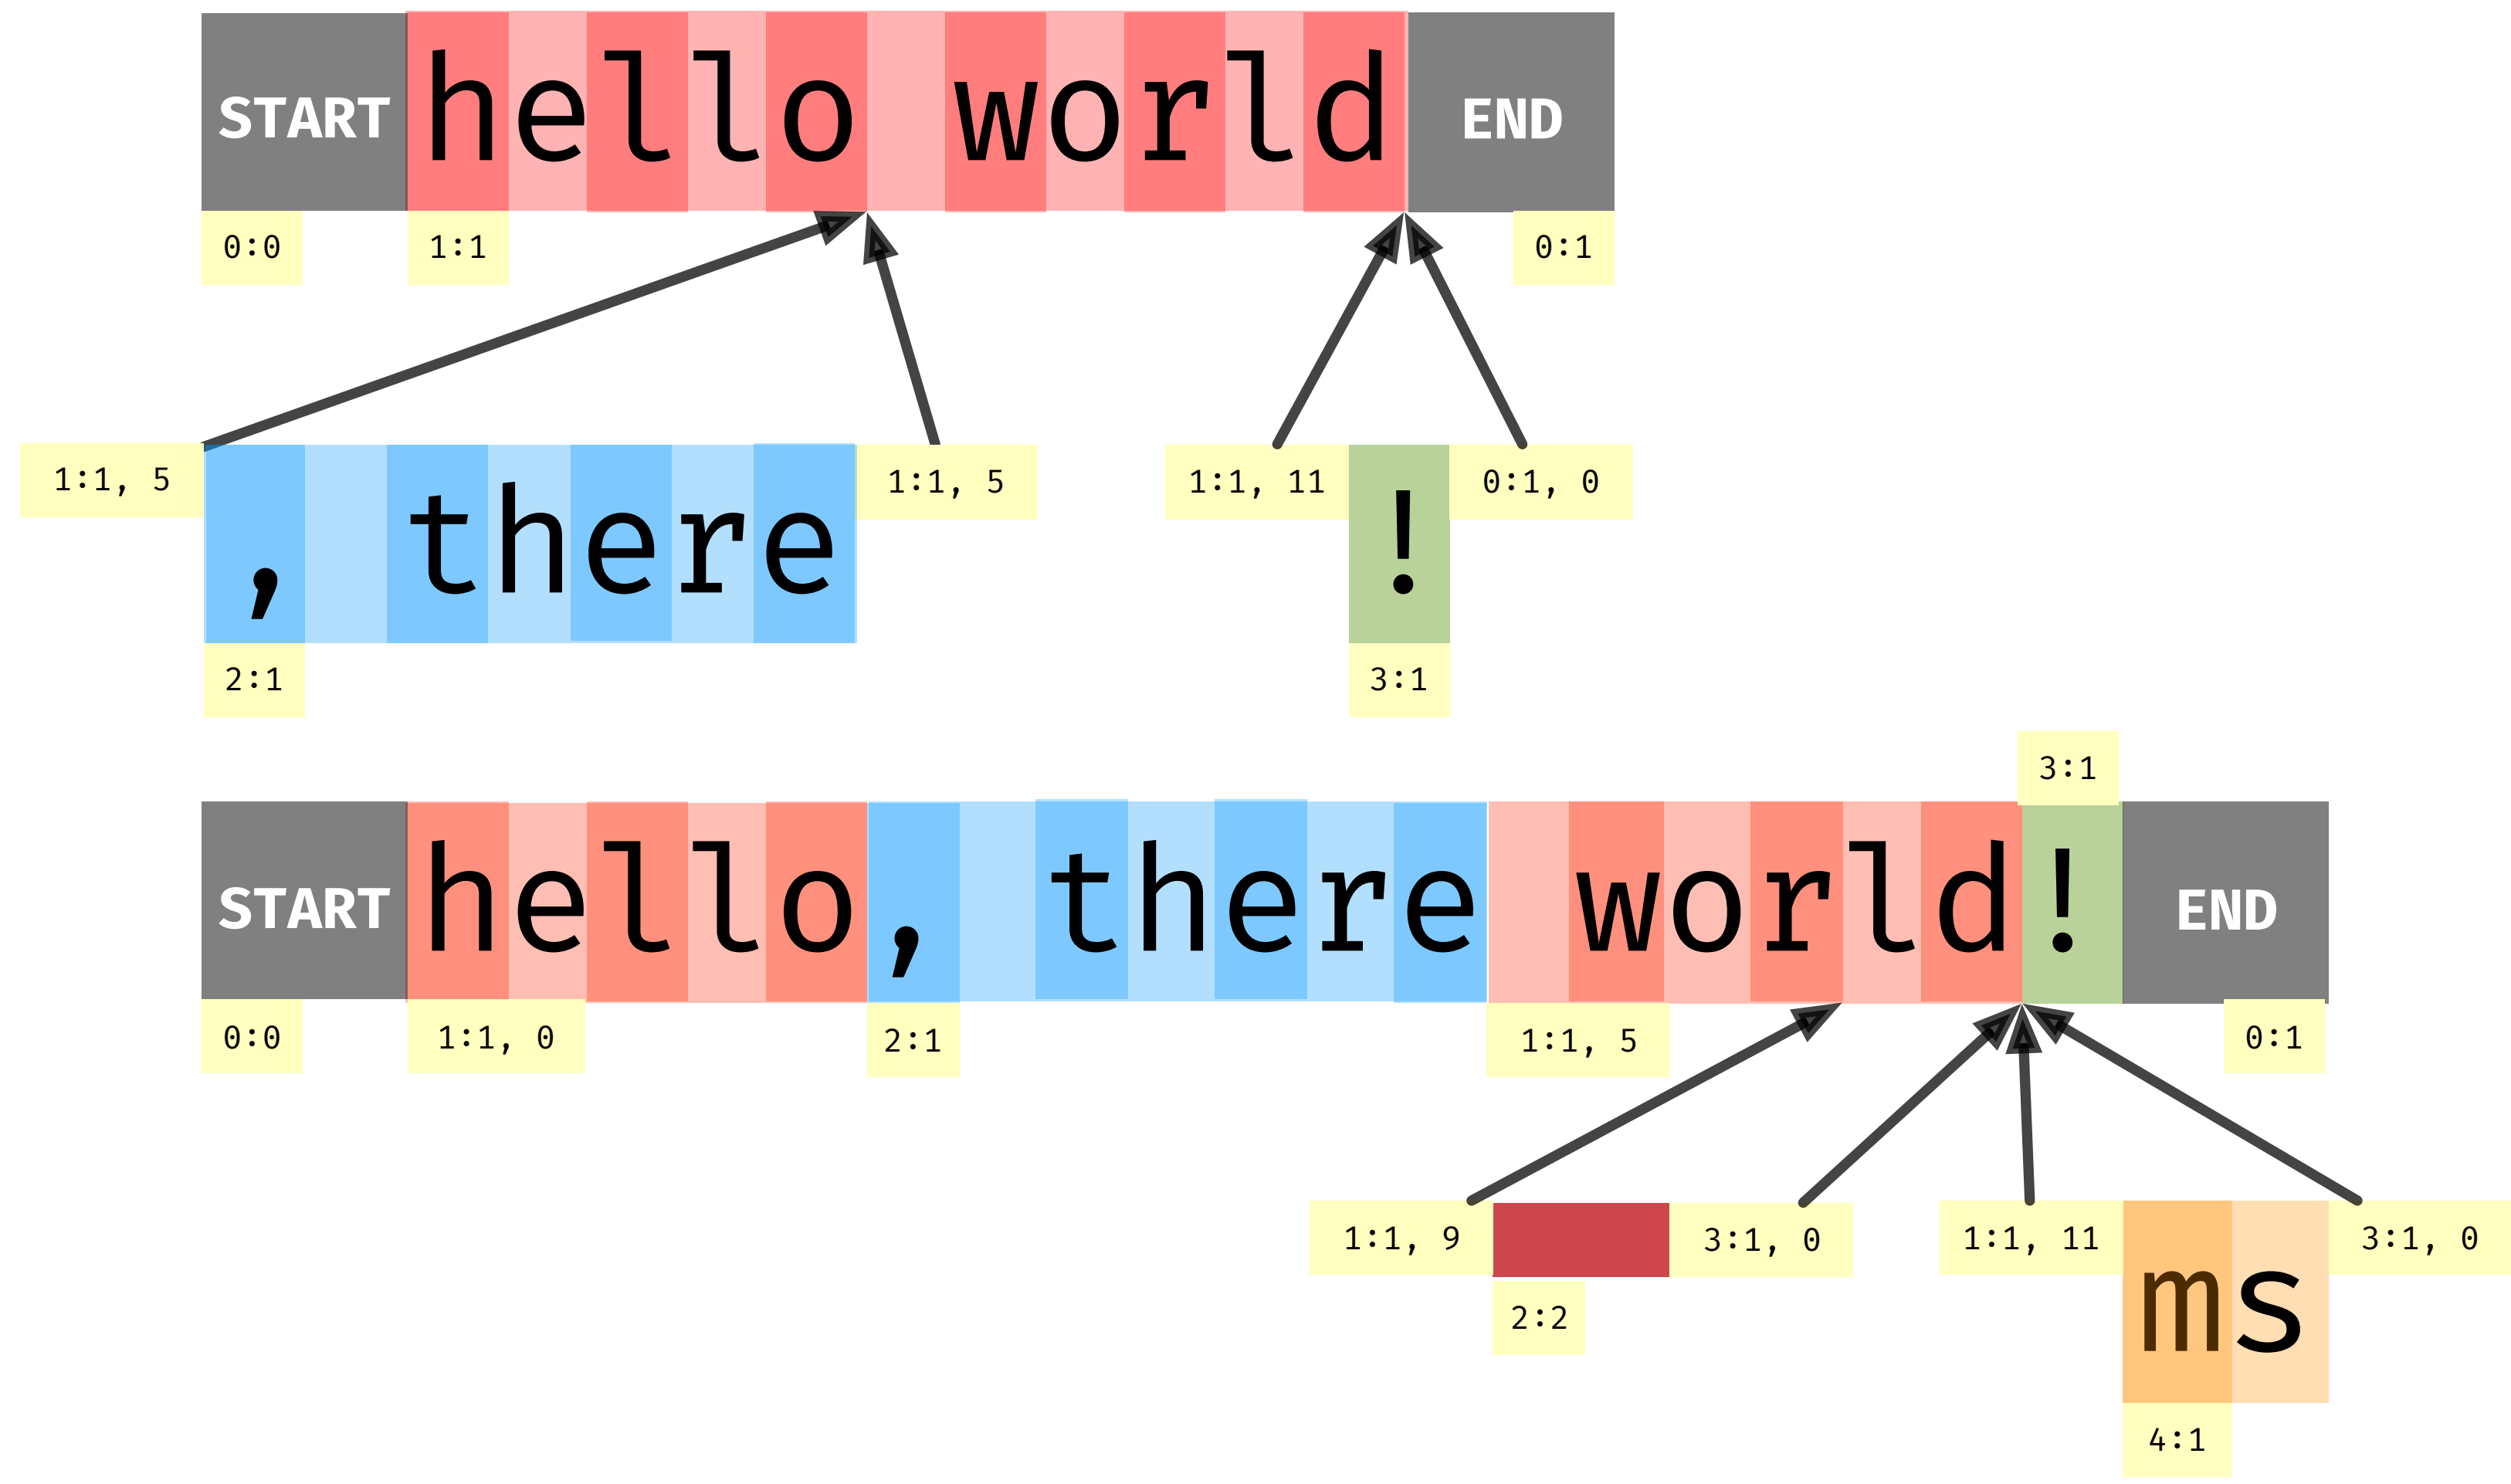 START hello world END
0:0 1:1 0:1
1:1, 5 , there 1:1, 5 1:1, 11 ! 0:1, 0
2:1 3:1
3:1
START hello, there world! END
0:0 1:1, 0 2:1 1:1, 5 0:1
1:1, 9 3:1, 0 1:1, 11 ms 3:1, 0
2:2
4:1